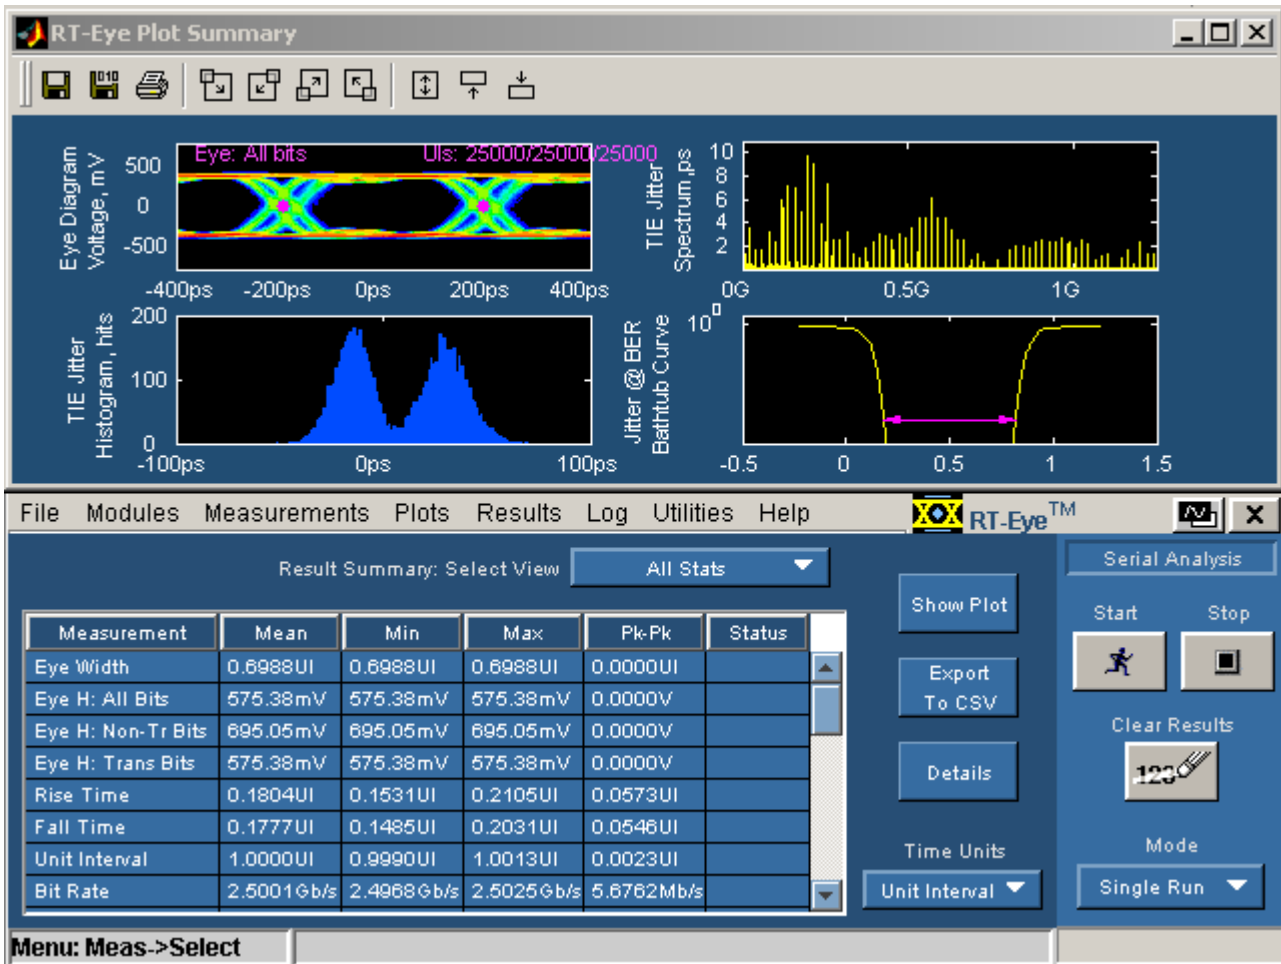 RT-Eye Plot Summary
Eye Diagram
Voltage, mV
500
0
-500
Eye: All bits
UIs: 25000/25000/25000
-400ps
-200ps
0ps
200ps
400ps
TIE Jitter
Spectrum,ps
10
8
6
4
2
0G
0.5G
1G
TIE Jitter
Histogram, hits
200
100
0
-100ps
0ps
100ps
Jitter @ BER
Bathtub Curve
10
-0.5
0
0.5
1
1.5
File Modules Measurements Plots Results Log Utilities Help
RT-Eye™
Result Summary: Select View All Stats
Measurement Mean Min Max Pk-Pk Status
Eye Width 0.6988UI 0.6988UI 0.6988UI 0.0000UI
Eye H: All Bits 575.38mV 575.38mV 575.38mV 0.0000V
Eye H: Non-Tr Bits 695.05mV 695.05mV 695.05mV 0.0000V
Eye H: Trans Bits 575.38mV 575.38mV 575.38mV 0.0000V
Rise Time 0.1804UI 0.1531UI 0.2105UI 0.0573UI
Fall Time 0.1777UI 0.1485UI 0.2031UI 0.0546UI
Unit Interval 1.0000UI 0.9990UI 1.0013UI 0.0023UI
Bit Rate 2.5001Gb/s 2.4968Gb/s 2.5025Gb/s 5.6762Mb/s
Show Plot
Export
To CSV
Details
Time Units
Unit Interval
Serial Analysis
Start Stop
Clear Results
123
Mode
Single Run
Menu: Meas->Select